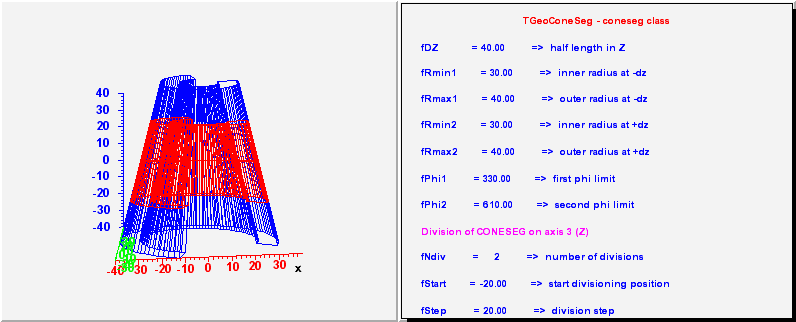 40
30
20
10
0
-10
-20
-30
-40
-40 -30 -20 -10 0 10 20 30
x
TGeoConeSeg - coneseg class
fDZ = 40.00 => half length in Z
fRmin1 = 30.00 => inner radius at -dz
fRmax1 = 40.00 => outer radius at -dz
fRmin2 = 30.00 => inner radius at +dz
fRmax2 = 40.00 => outer radius at +dz
fPhi1 = 330.00 => first phi limit
fPhi2 = 610.00 => second phi limit
Division of CONESEG on axis 3 (Z)
fNdiv = 2 => number of divisions
fStart = -20.00 => start divisioning position
fStep = 20.00 => division step